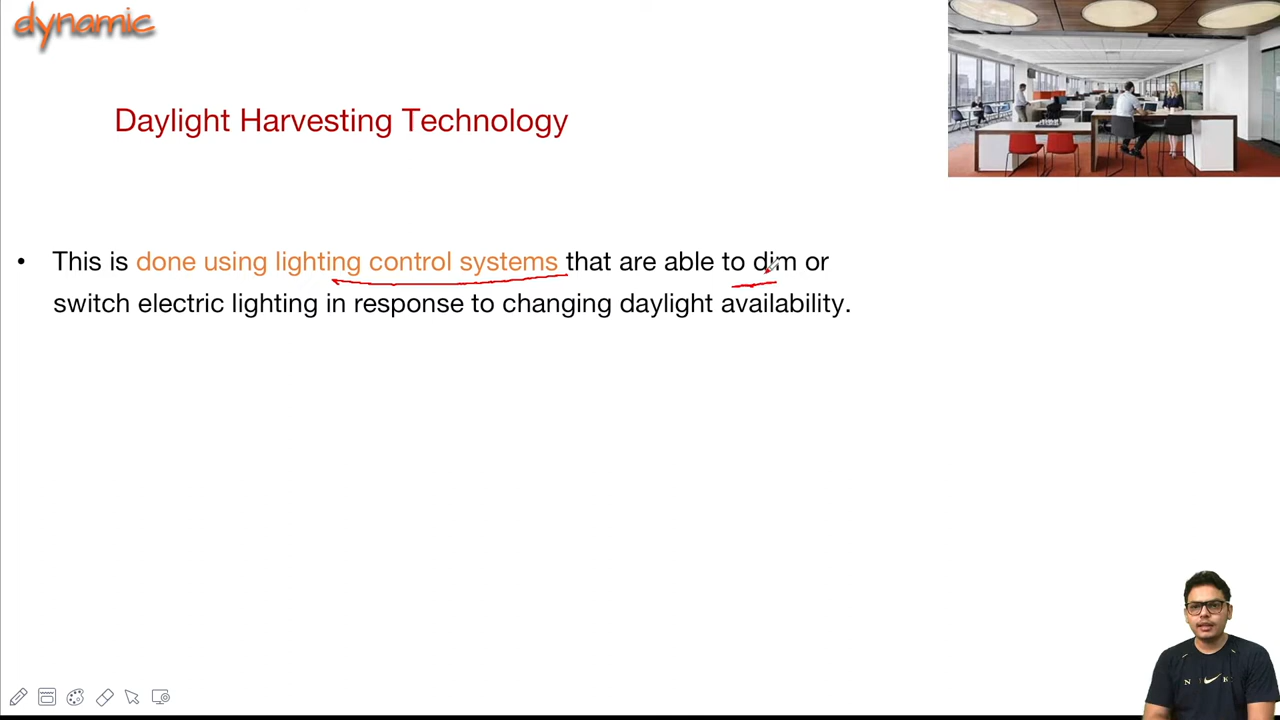 dynamic
Daylight Harvesting Technology
• This is done using lighting control systems that are able to dim or
switch electric lighting in response to changing daylight availability.